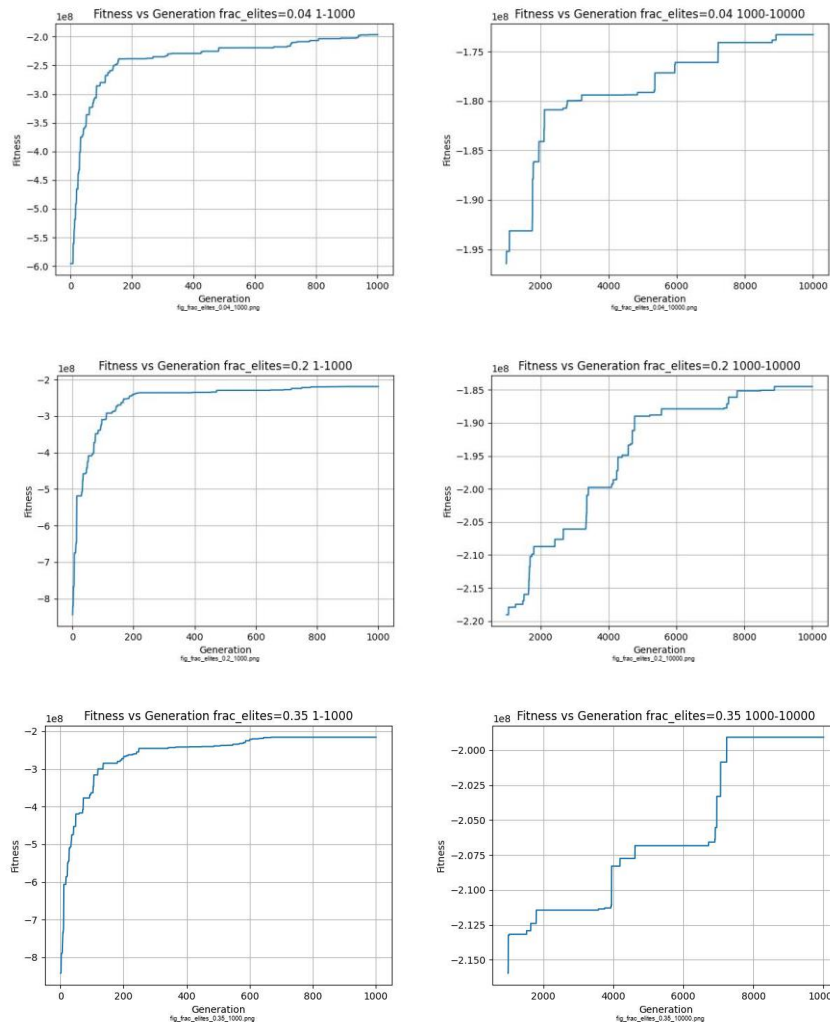 Fitness vs Generation frac_elites=0.04 1-1000
1e8
−2.0
−2.5
−3.0
−3.5
−4.0
−4.5
−5.0
−5.5
−6.0
Fitness
0
200
400
600
800
1000
Generation
fig_frac_elites_0.04_1000.png
Fitness vs Generation frac_elites=0.04 1000-10000
1e8
−1.75
−1.80
−1.85
−1.90
−1.95
Fitness
2000
4000
6000
8000
10000
Generation
fig_frac_elites_0.04_10000.png
Fitness vs Generation frac_elites=0.2 1-1000
1e8
−2
−3
−4
−5
−6
−7
−8
Fitness
0
200
400
600
800
1000
Generation
fig_frac_elites_0.2_1000.png
Fitness vs Generation frac_elites=0.2 1000-10000
1e8
−1.85
−1.90
−1.95
−2.00
−2.05
−2.10
−2.15
−2.20
Fitness
2000
4000
6000
8000
10000
Generation
fig_frac_elites_0.2_10000.png
Fitness vs Generation frac_elites=0.35 1-1000
1e8
−2
−3
−4
−5
−6
−7
−8
Fitness
0
200
400
600
800
1000
Generation
fig_frac_elites_0.35_1000.png
Fitness vs Generation frac_elites=0.35 1000-10000
1e8
−2.000
−2.025
−2.050
−2.075
−2.100
−2.125
−2.150
Fitness
2000
4000
6000
8000
10000
Generation
fig_frac_elites_0.35_10000.png